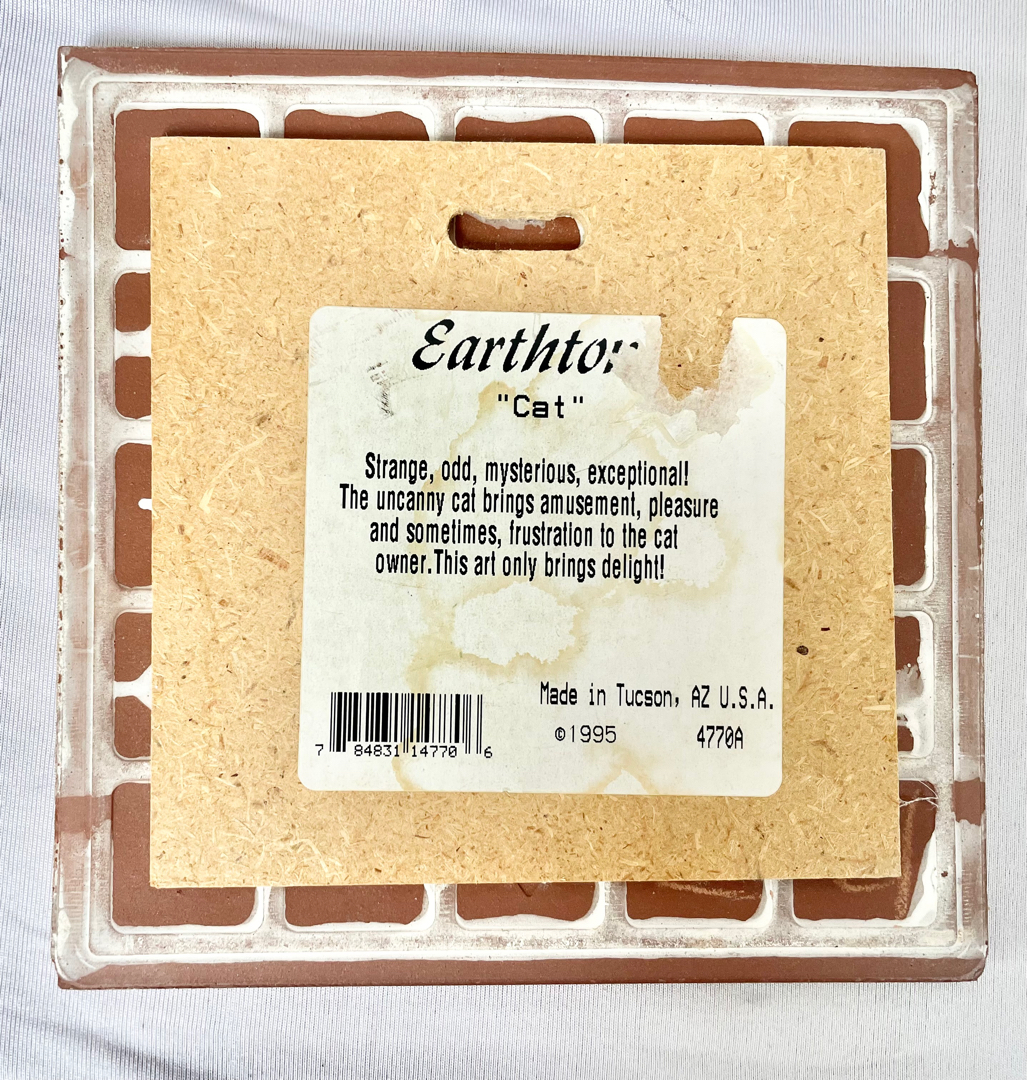 Earthto
"Cat"
Strange, odd, mysterious, exceptional!
The uncanny cat brings amusement, pleasure
and sometimes, frustration to the cat
owner.This art only brings delight!
Made in Tucson, AZ U.S.A.
©1995 4770A
7 84831 14770 6